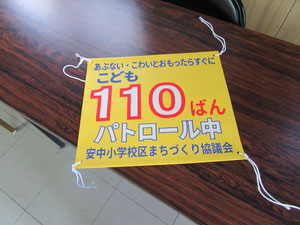 あぶない・こわいとおもったらすぐに
こども
110ばん
パトロール中
安中小学校区まちづくり協議会